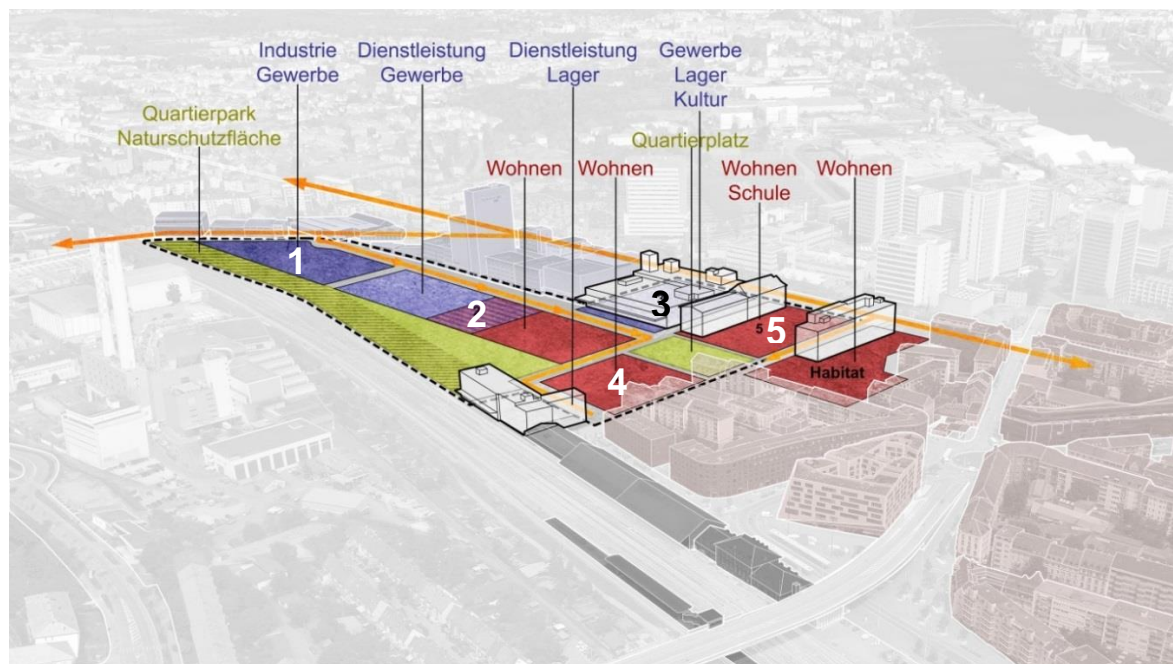 Industrie
Gewerbe
Dienstleistung
Gewerbe
Dienstleistung
Lager
Gewerbe
Lager
Kultur
Quartierpark
Naturschutzfläche
Quartierplatz
Wohnen
Wohnen
Wohnen
Schule
Wohnen
1
2
3
4
5
5
Habitat